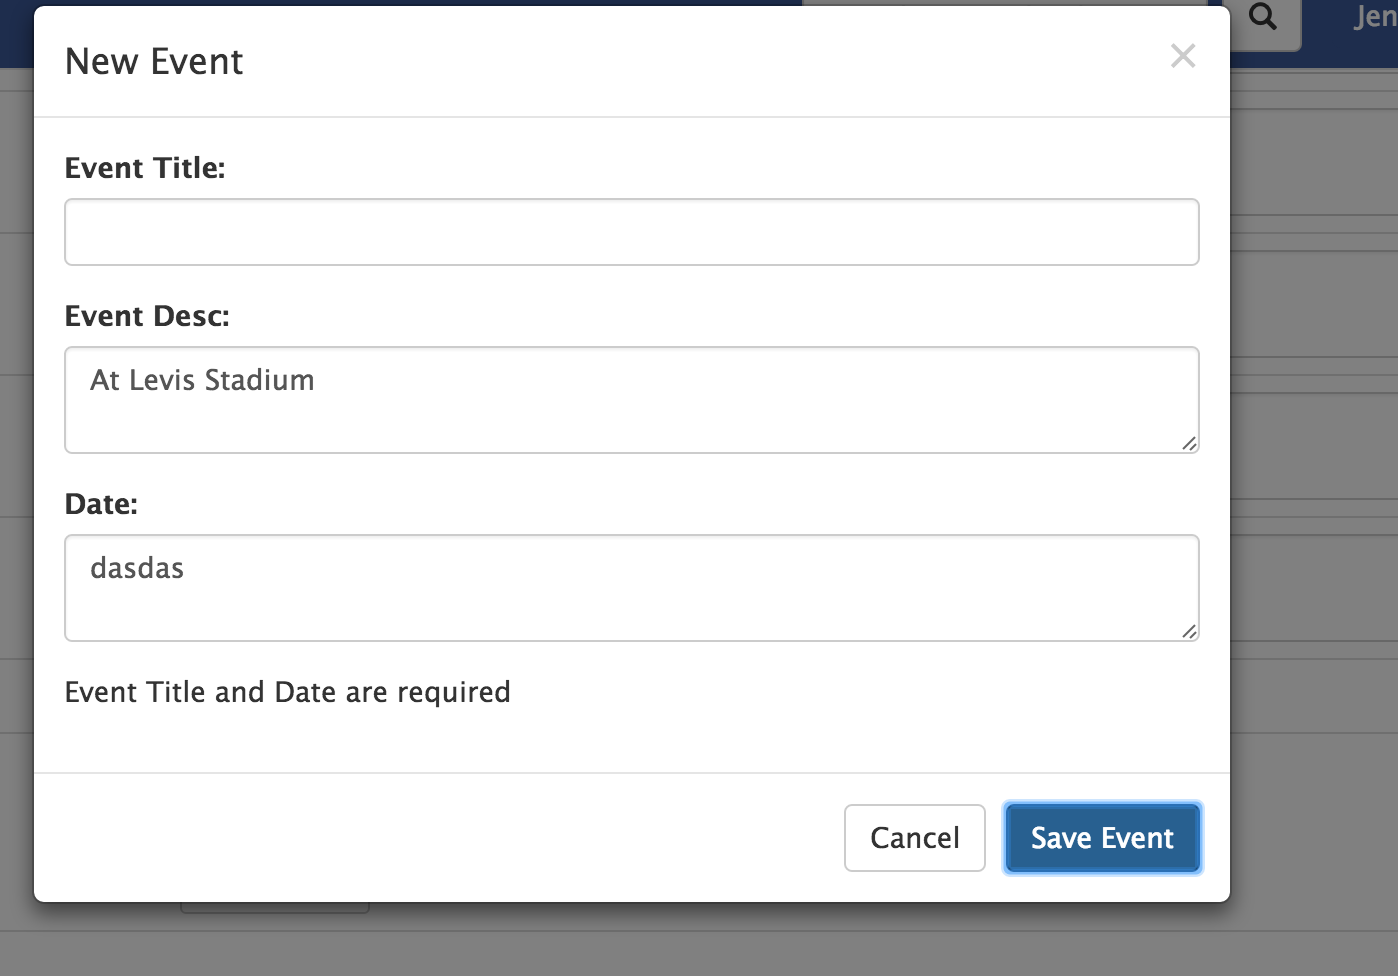 Jen
New Event
Event Title:
Event Desc:
At Levis Stadium
Date:
dasdas
Event Title and Date are required
Cancel
Save Event